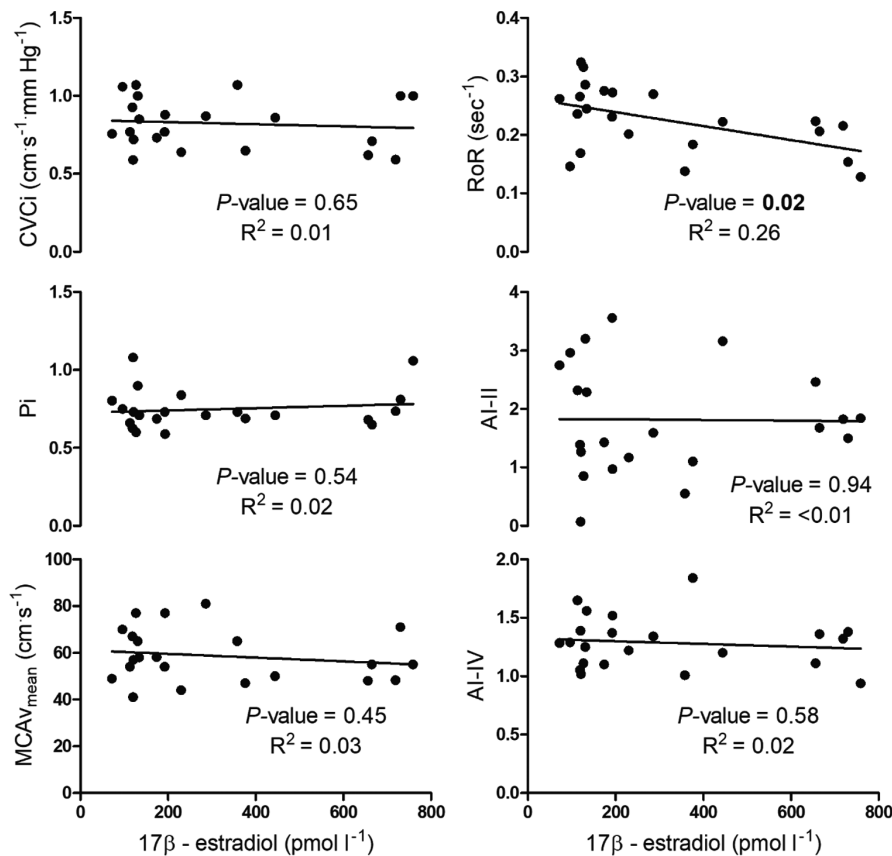 1.5
1.0
0.5
0.0
CVCi (cm·s⁻¹·mm Hg⁻¹)
P-value = 0.65
R² = 0.01
0.4
0.3
0.2
0.1
0.0
RoR (sec⁻¹)
P-value = 0.02
R² = 0.26
1.5
1.0
0.5
0.0
Pi
P-value = 0.54
R² = 0.02
4
3
2
1
0
AI-II
P-value = 0.94
R² = <0.01
100
80
60
40
20
0
MCAvmean (cm·s⁻¹)
P-value = 0.45
R² = 0.03
0 200 400 600 800
17β - estradiol (pmol l⁻¹)
2.0
1.5
1.0
0.5
0.0
AI-IV
P-value = 0.58
R² = 0.02
0 200 400 600 800
17β - estradiol (pmol l⁻¹)